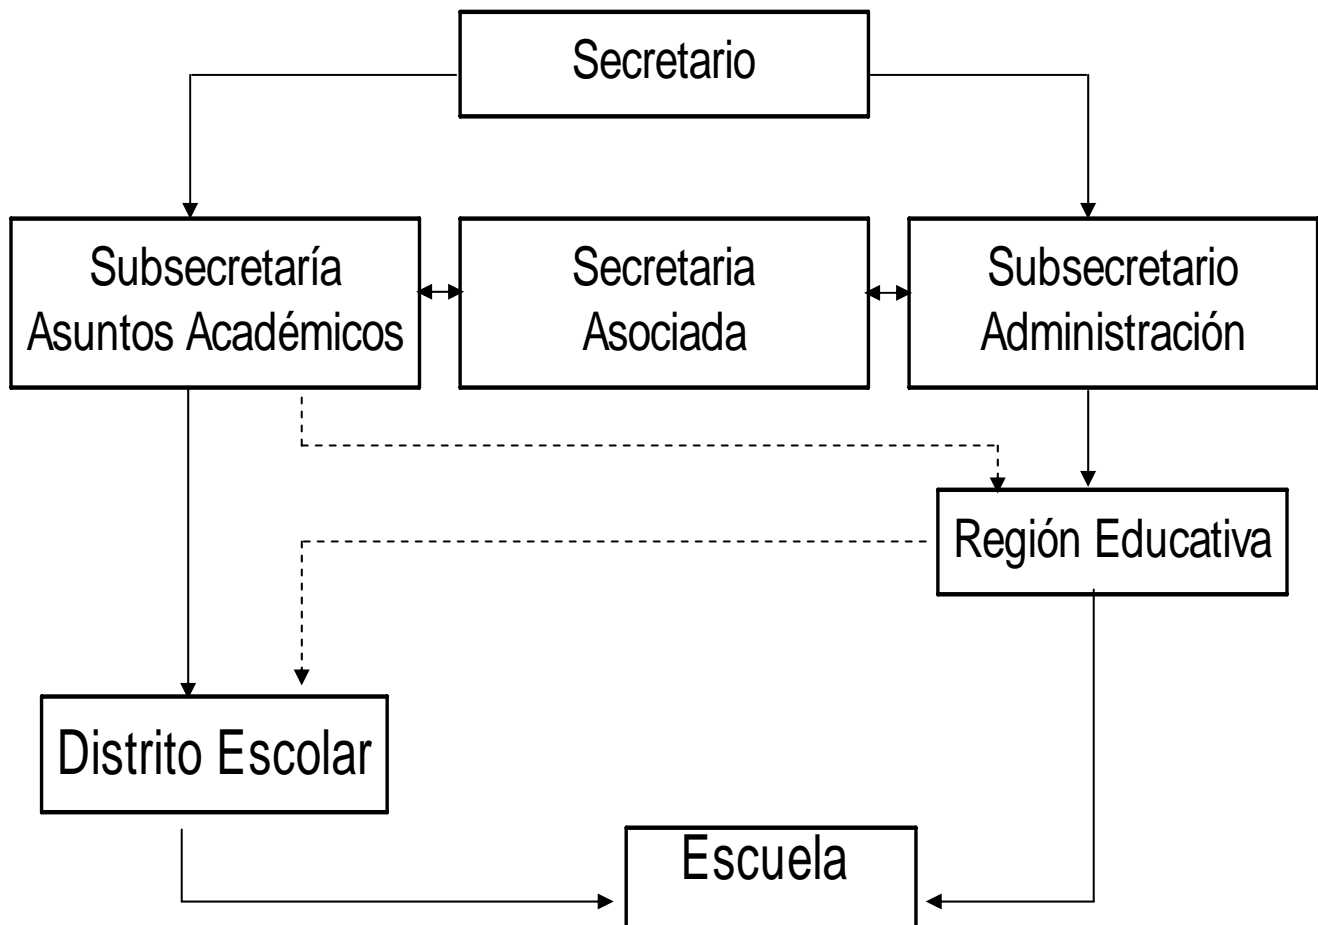 Secretario
Subsecretaría
Asuntos Académicos
Secretaria
Asociada
Subsecretario
Administración
Región Educativa
Distrito Escolar
Escuela